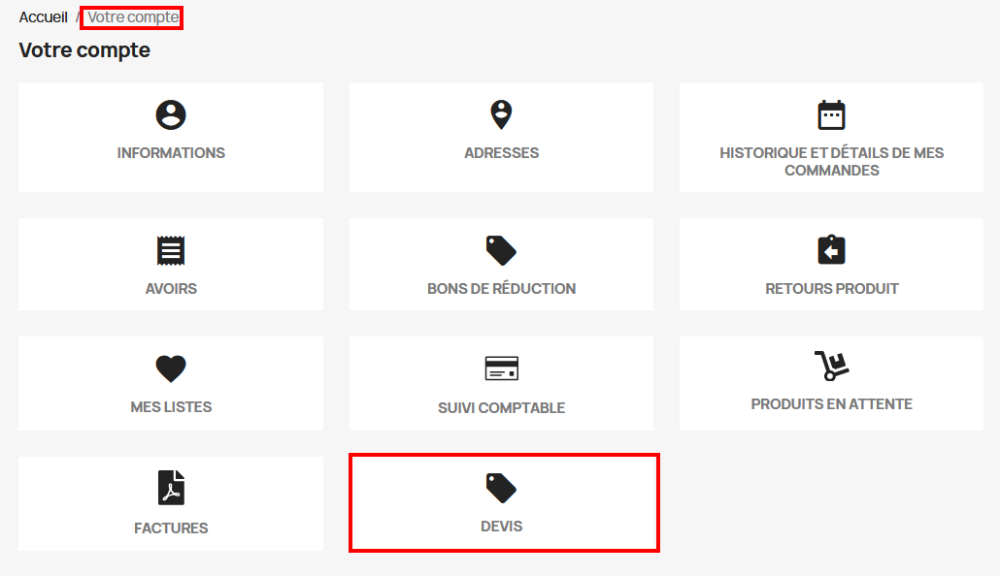 Accueil / Votre compte
Votre compte
INFORMATIONS
ADRESSES
HISTORIQUE ET DÉTAILS DE MES
COMMANDES
AVOIRS
BONS DE RÉDUCTION
RETOURS PRODUIT
MES LISTES
SUIVI COMPTABLE
PRODUITS EN ATTENTE
FACTURES
DEVIS